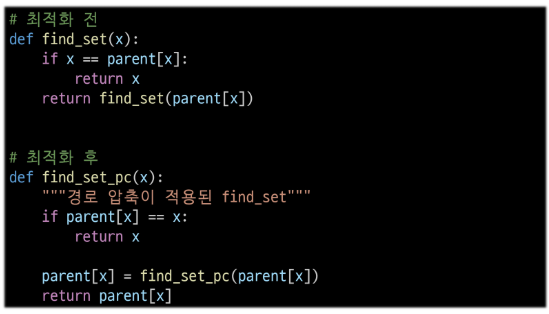 # 최적화 전
def find_set(x):
    if x == parent[x]:
        return x
    return find_set(parent[x])
# 최적화 후
def find_set_pc(x):
    """경로 압축이 적용된 find_set"""
    if parent[x] == x:
        return x
    parent[x] = find_set_pc(parent[x])
    return parent[x]